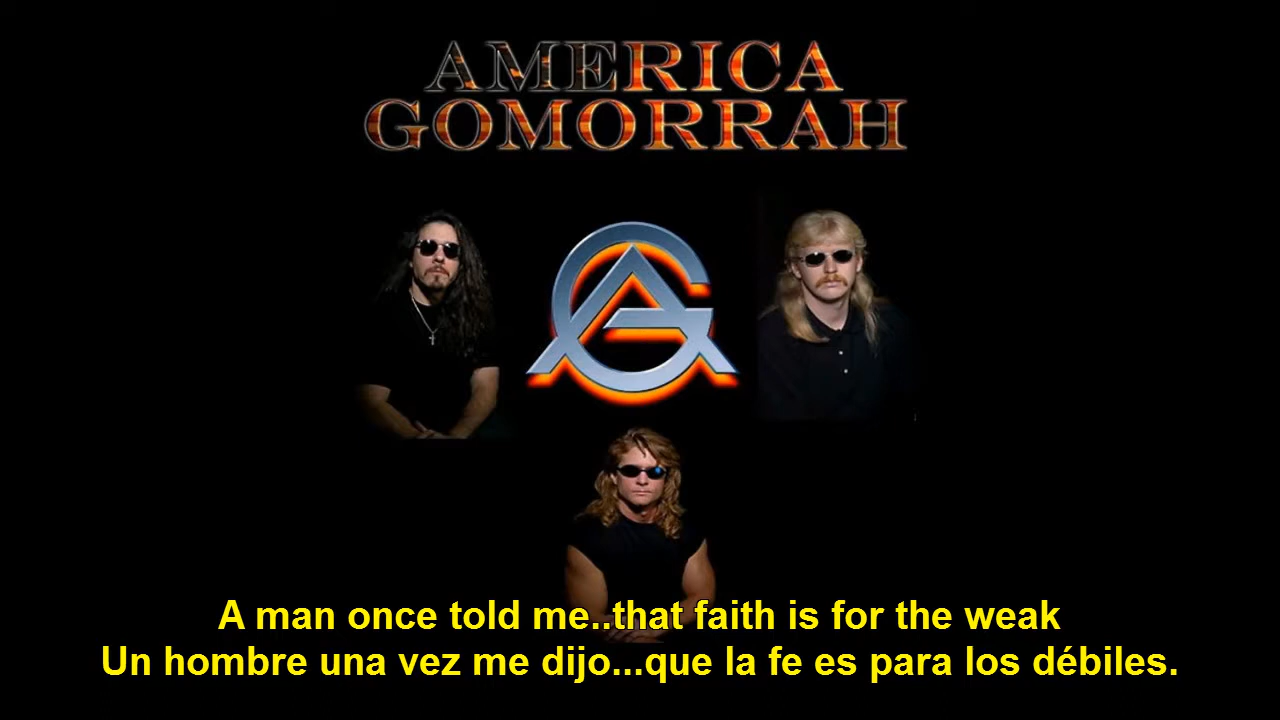 AMERICA
GOMORRAH
A man once told me..that faith is for the weak
Un hombre una vez me dijo...que la fe es para los débiles.